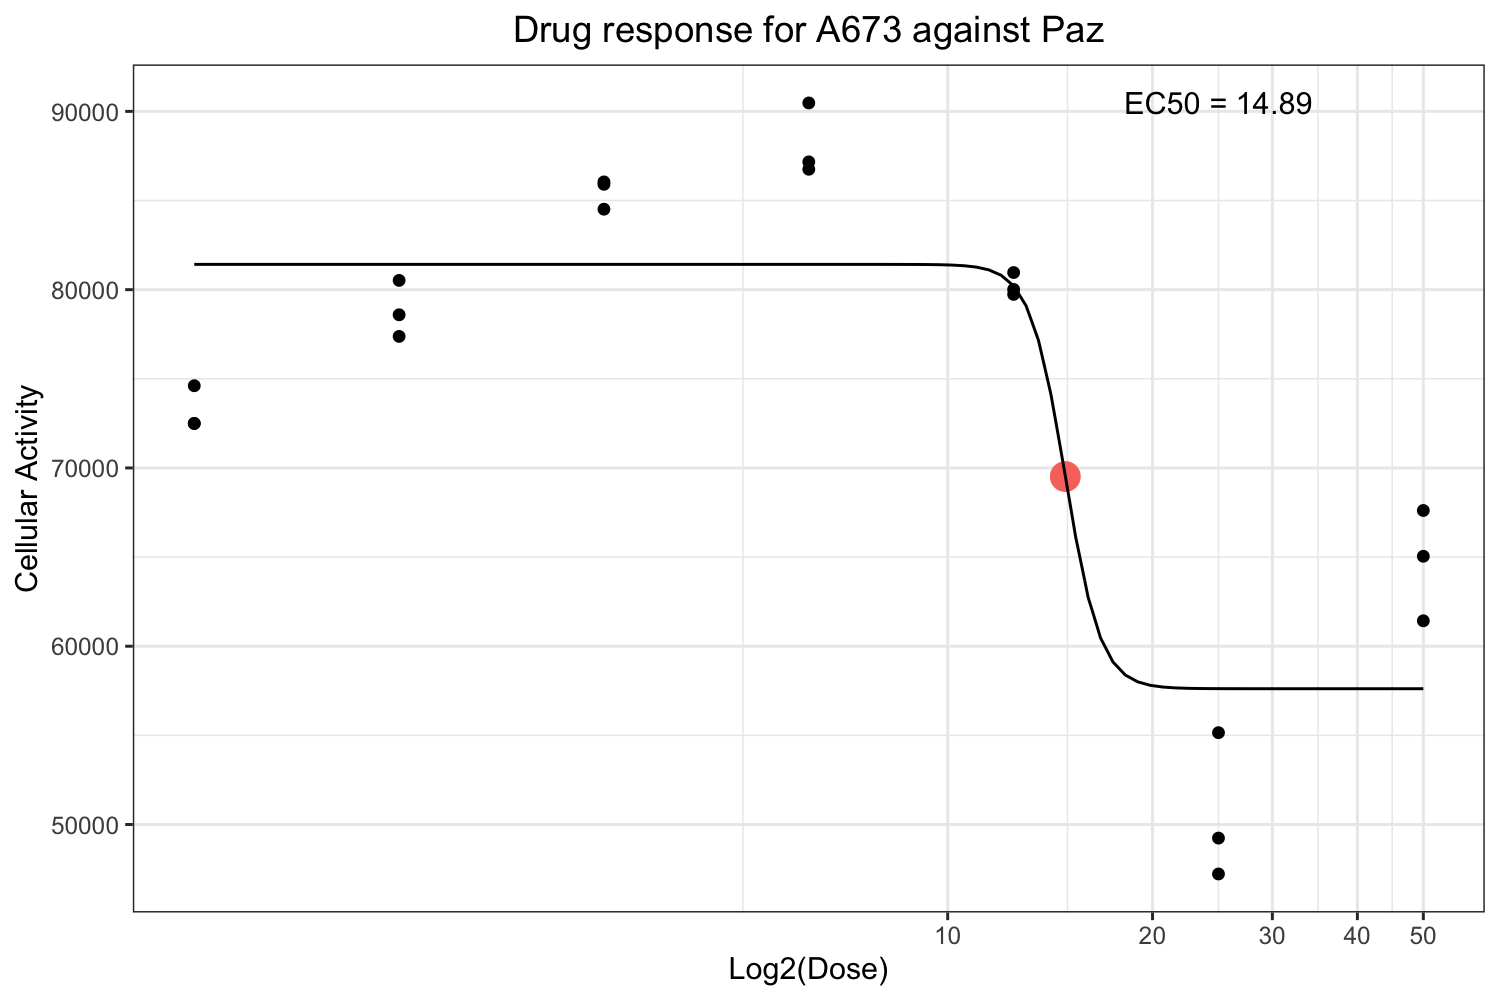 Drug response for A673 against Paz
EC50 = 14.89
90000
80000
70000
60000
50000
Cellular Activity
10 20 30 40 50
Log2(Dose)